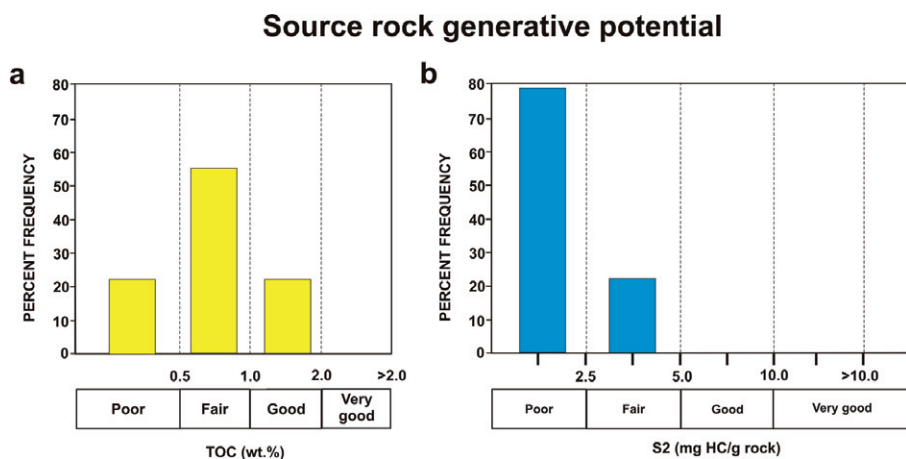 Source rock generative potential
a
80
70
60
50
40
30
20
10
0
PERCENT FREQUENCY
0.5 1.0 2.0 >2.0
Poor Fair Good Very
good
TOC (wt.%)
b
80
70
60
50
40
30
20
10
0
PERCENT FREQUENCY
2.5 5.0 10.0 >10.0
Poor Fair Good Very good
S2 (mg HC/g rock)